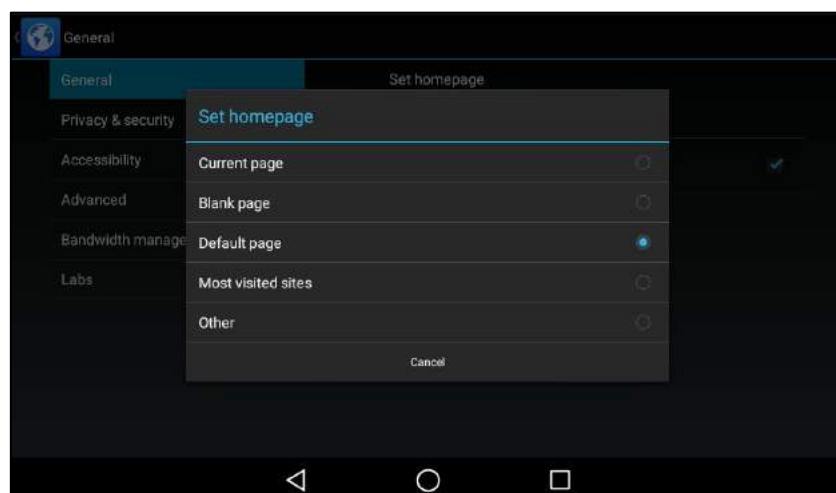 General
General
Set homepage
Privacy & security
Accessibility
Advanced
Bandwidth manage
Labs
Set homepage
Current page
Blank page
Default page
Most visited sites
Other
Cancel